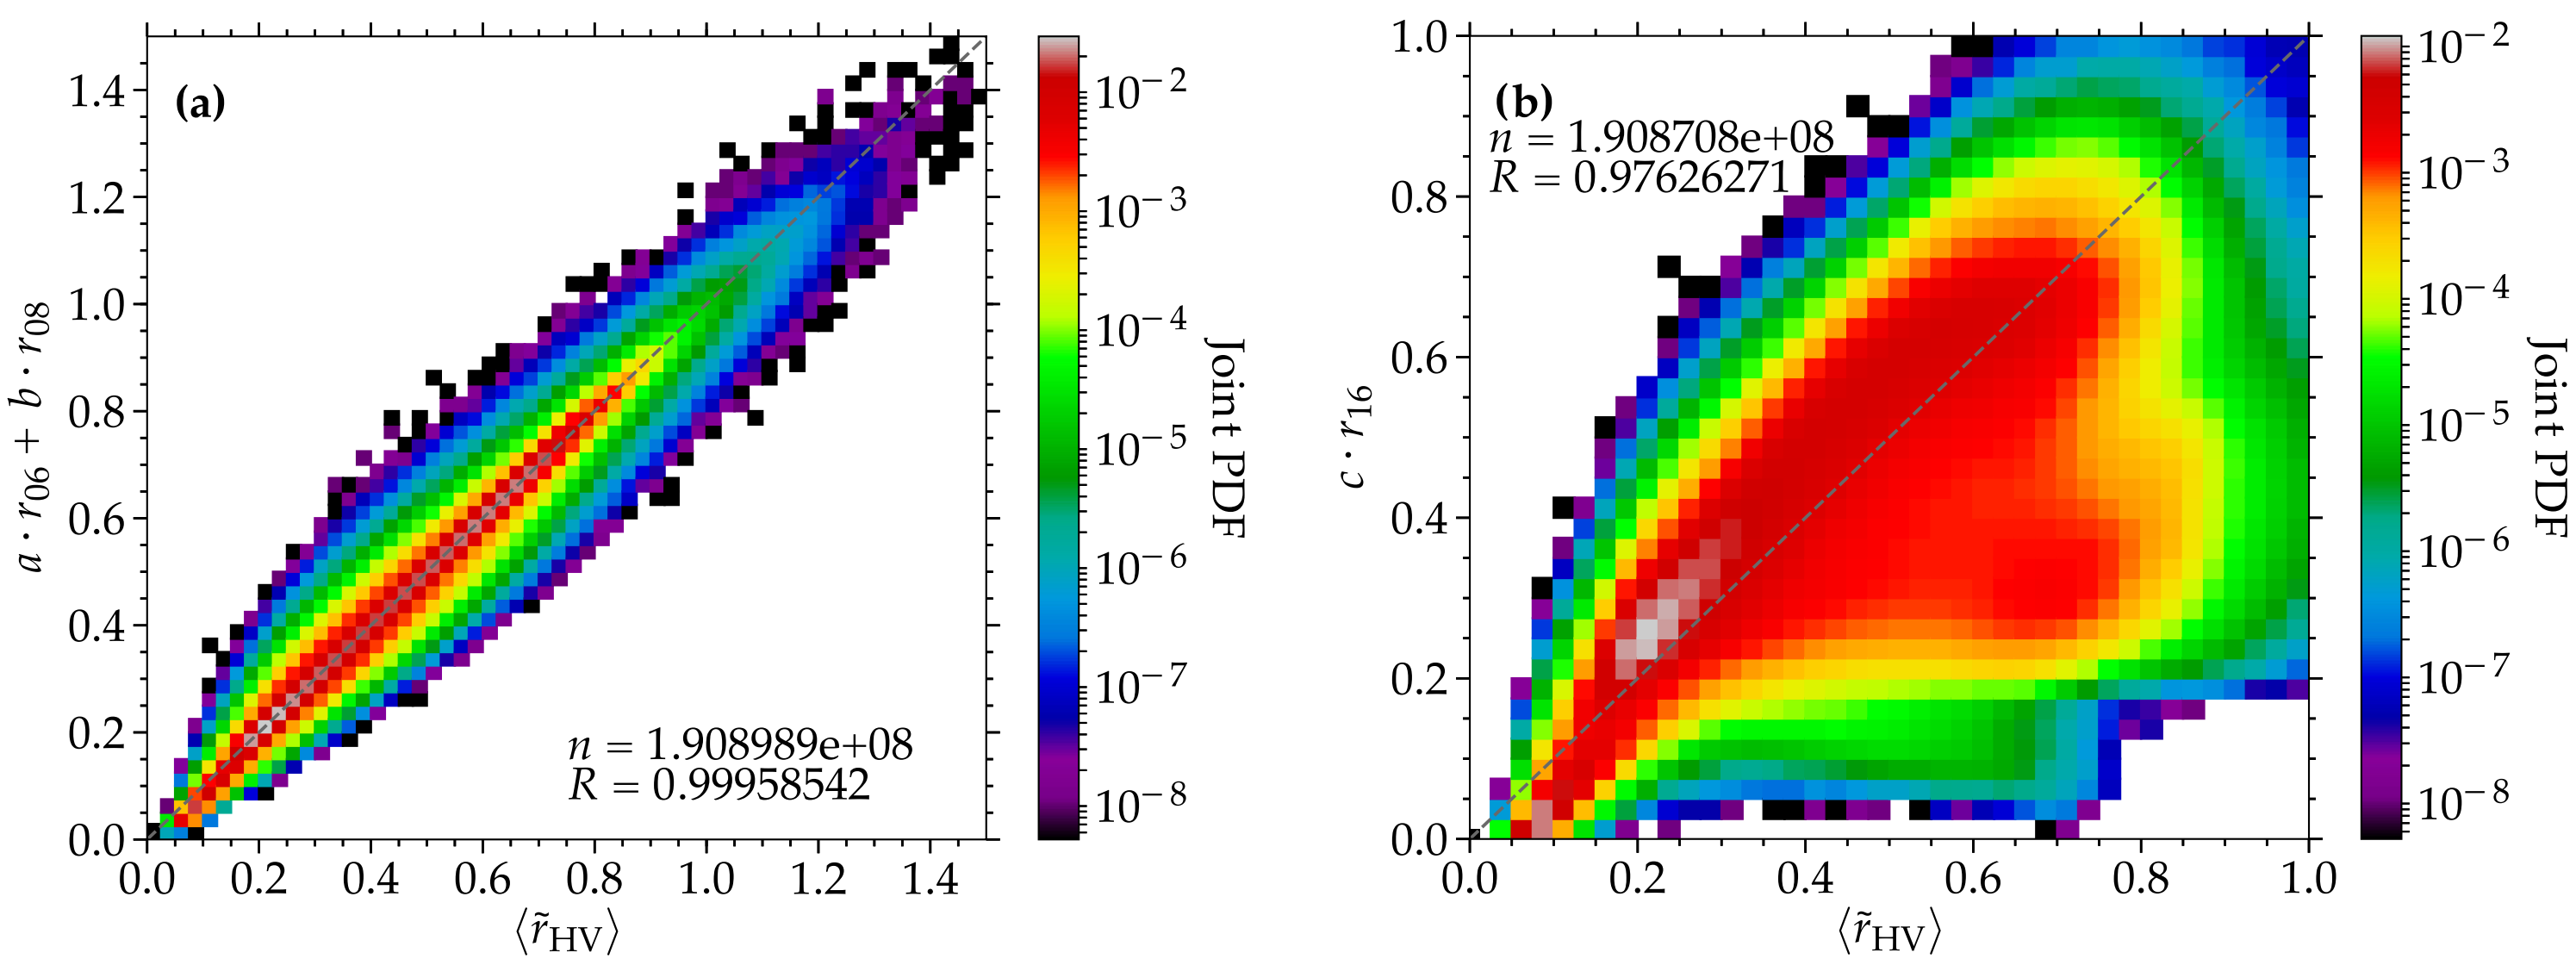 (a)
n = 1.908989e+08
R = 0.99958542
a · r06 + b · r08
1.4
1.2
1.0
0.8
0.6
0.4
0.2
0.0
0.0 0.2 0.4 0.6 0.8 1.0 1.2 1.4
⟨r̃HV⟩
10−2
10−3
10−4
10−5
10−6
10−7
10−8
Joint PDF
(b)
n = 1.908708e+08
R = 0.97626271
c · r16
1.0
0.8
0.6
0.4
0.2
0.0
0.0 0.2 0.4 0.6 0.8 1.0
⟨r̃HV⟩
10−2
10−3
10−4
10−5
10−6
10−7
10−8
Joint PDF